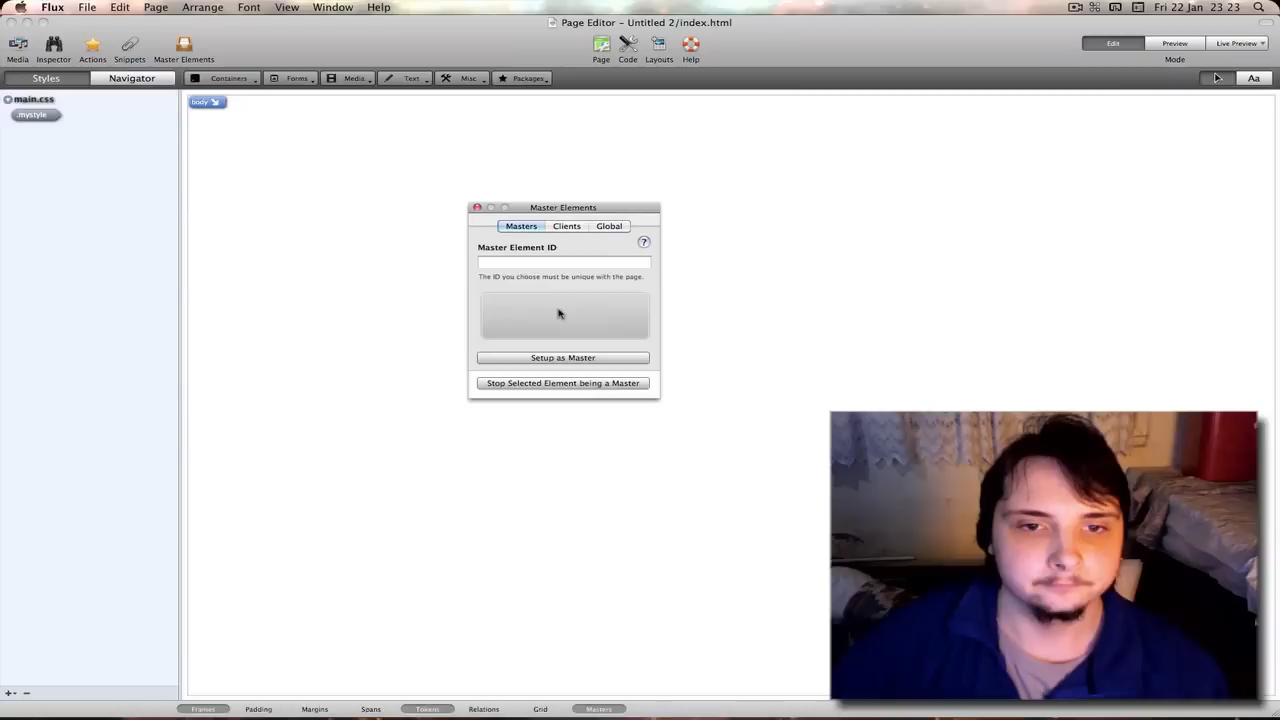 Flux File Edit Page Arrange Font View Window Help Fri 22 Jan 23 23
Page Editor - Untitled 2/index.html
Media Inspector Actions Snippets Master Elements Page Code Layouts Help Edit Preview Live Preview Mode
Styles Navigator Containers Forms Media Text Misc Packages Aa
main.css
.mystyle
body
Master Elements
Masters Clients Global
Master Element ID ?
The ID you choose must be unique with the page.
Setup as Master
Stop Selected Element being a Master
Frames Padding Margins Spans Tokens Relations Grid Masters